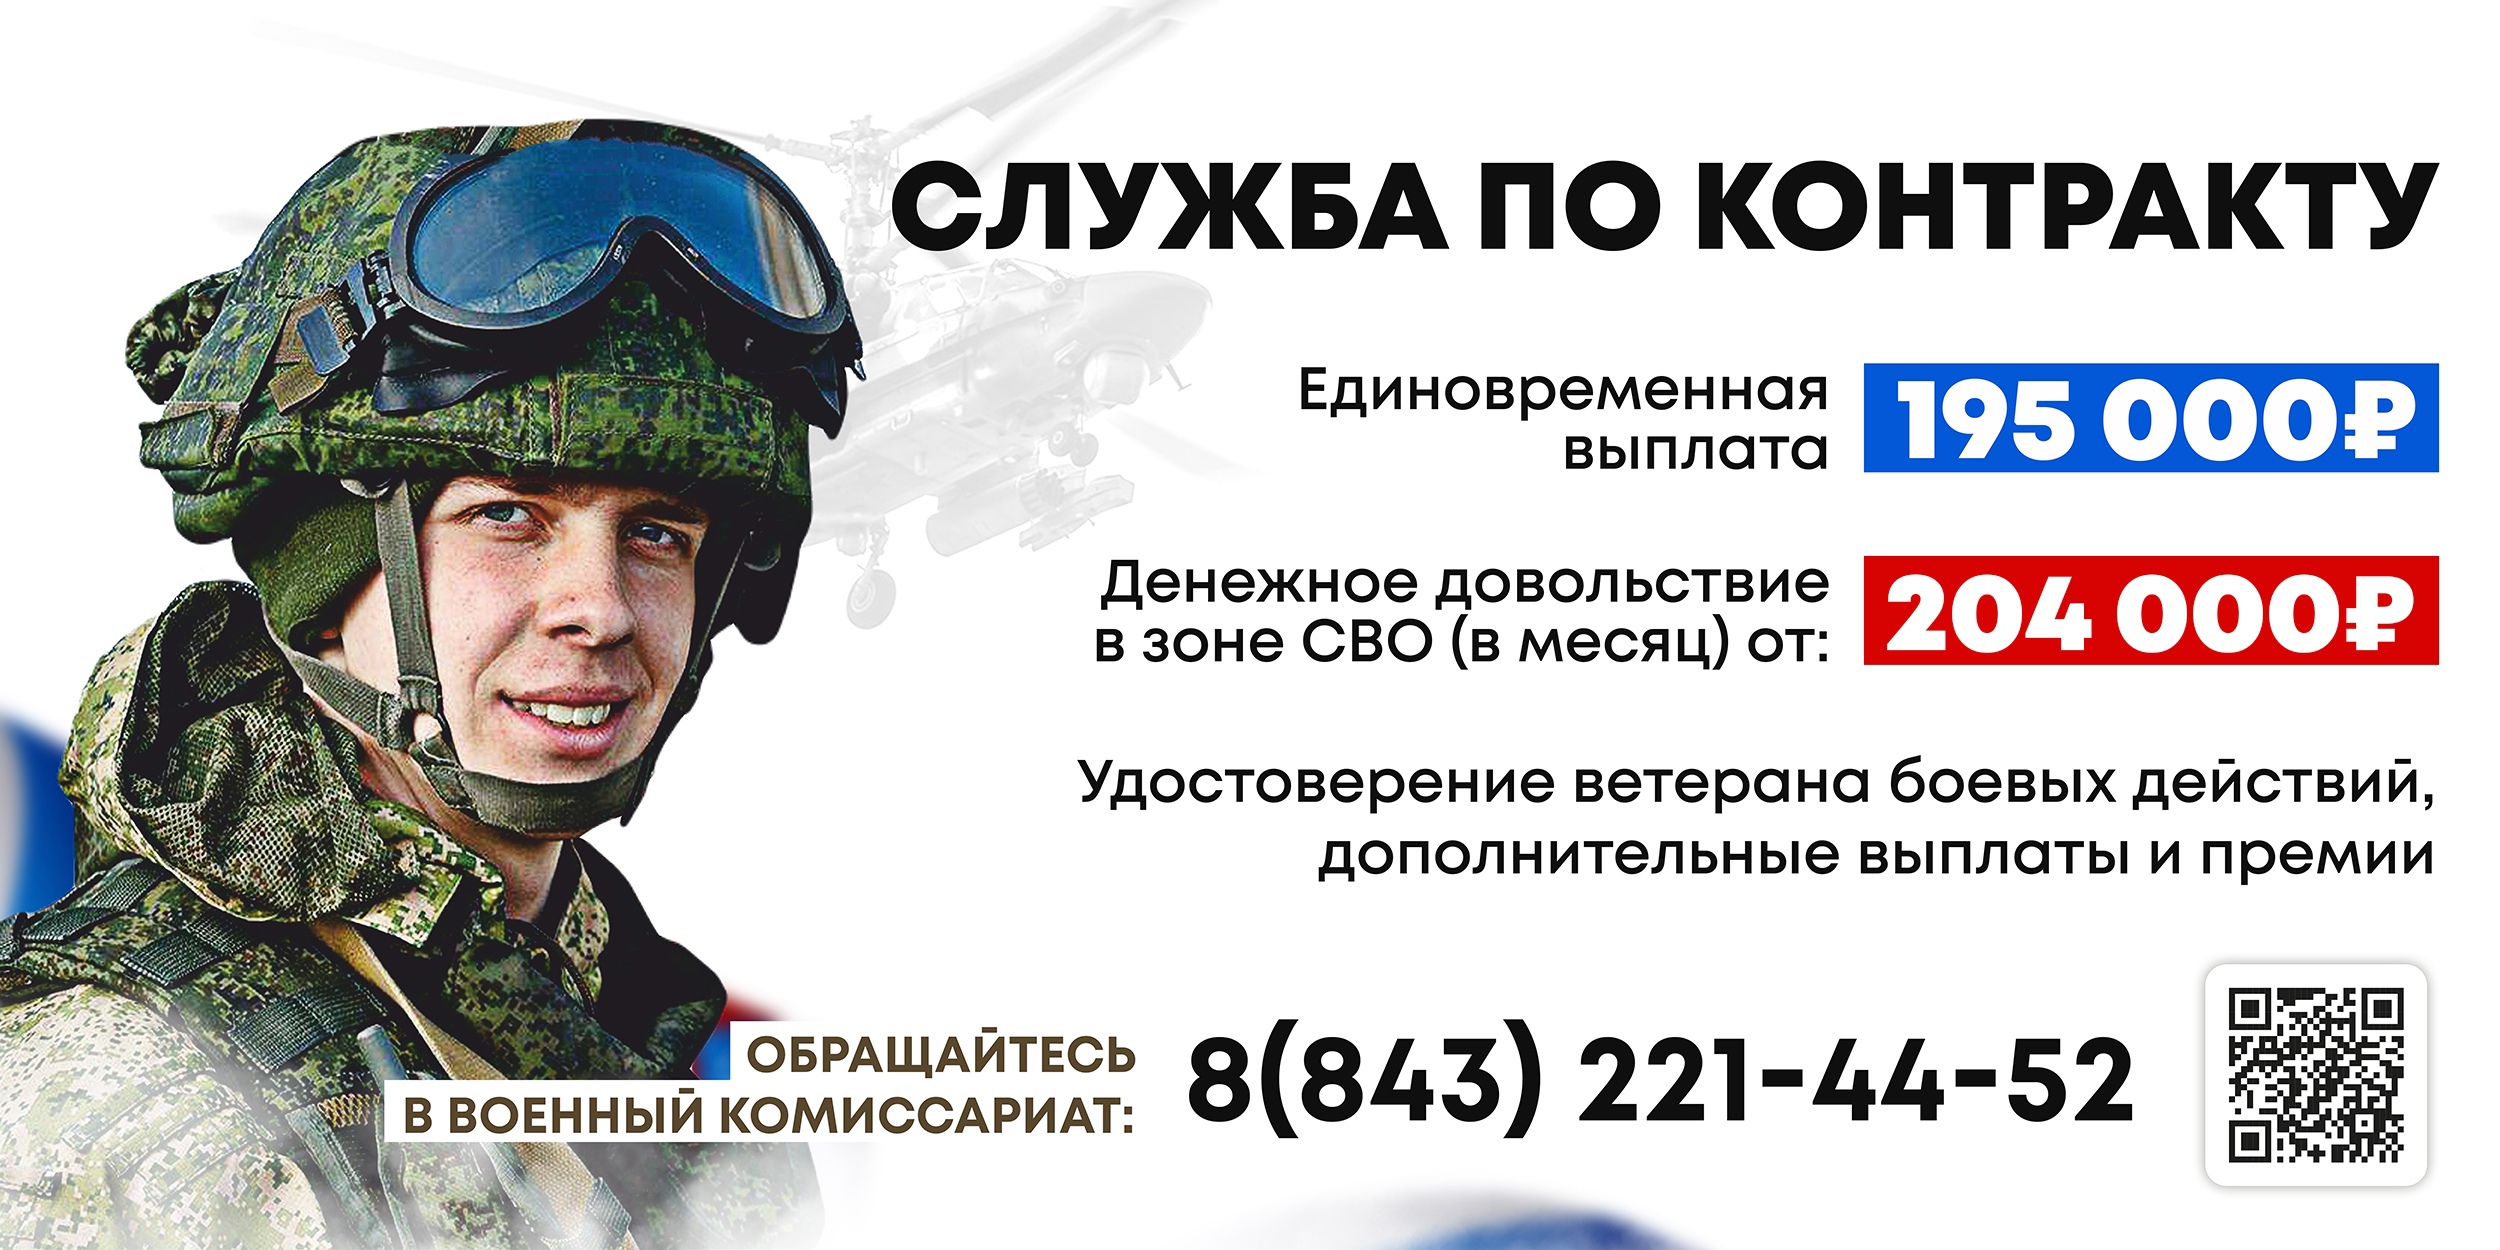 СЛУЖБА ПО КОНТРАКТУ
Единовременная
выплата
195 000₽
Денежное довольствие
в зоне СВО (в месяц) от:
204 000₽
Удостоверение ветерана боевых действий,
дополнительные выплаты и премии
ОБРАЩАЙТЕСЬ
В ВОЕННЫЙ КОМИССАРИАТ:
8(843) 221-44-52